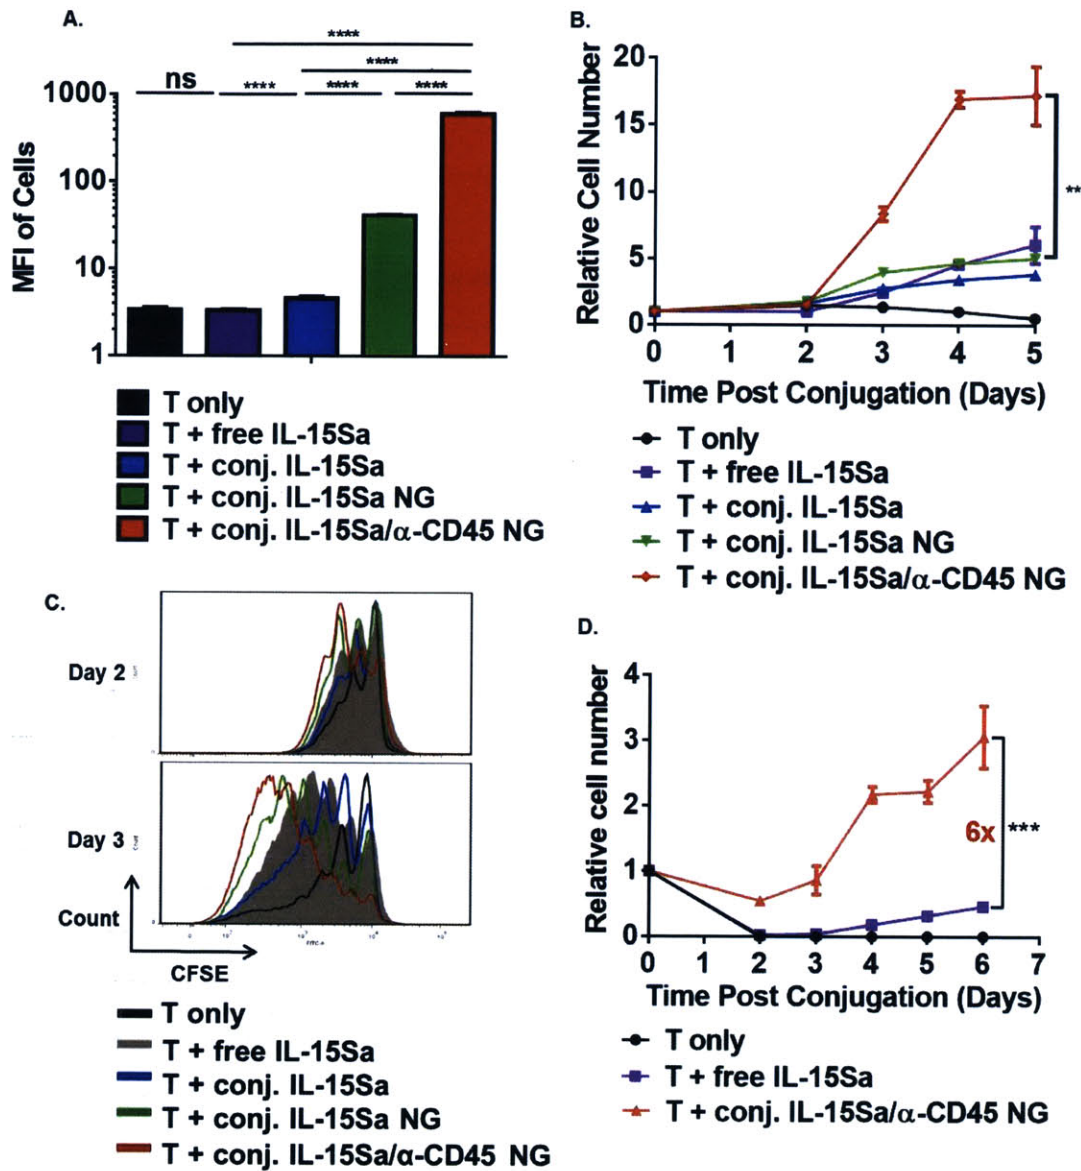 A.
****
****
ns
****
****
****
1000
100
10
1
MFI of Cells
T only
T + free IL-15Sa
T + conj. IL-15Sa
T + conj. IL-15Sa NG
T + conj. IL-15Sa/α-CD45 NG
B.
20
15
10
5
0
Relative Cell Number
**
0 1 2 3 4 5
Time Post Conjugation (Days)
T only
T + free IL-15Sa
T + conj. IL-15Sa
T + conj. IL-15Sa NG
T + conj. IL-15Sa/α-CD45 NG
C.
Day 2
Day 3
Count
CFSE
T only
T + free IL-15Sa
T + conj. IL-15Sa
T + conj. IL-15Sa NG
T + conj. IL-15Sa/α-CD45 NG
D.
4
3
2
1
0
Relative cell number
6x
***
0 1 2 3 4 5 6 7
Time Post Conjugation (Days)
T only
T + free IL-15Sa
T + conj. IL-15Sa/α-CD45 NG